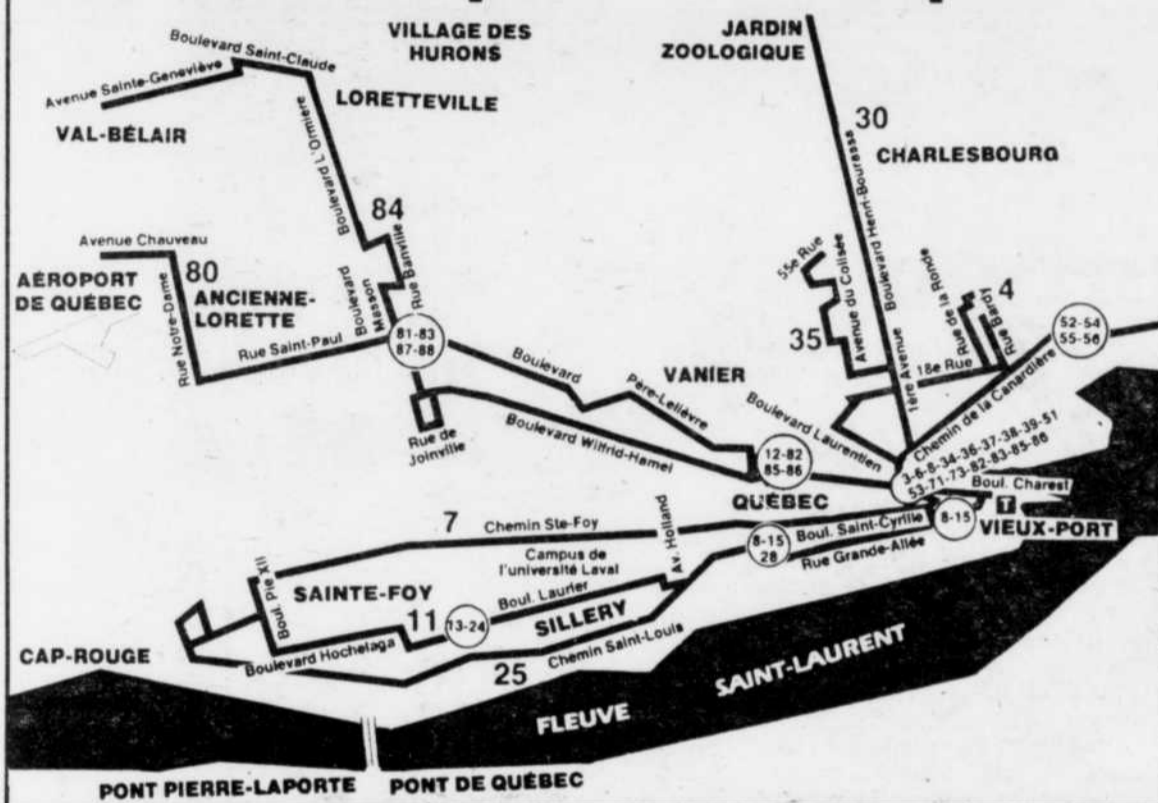 VILLAGE DES
HURONS
JARDIN
ZOOLOGIQUE
Boulevard Saint-Claude
Avenue Sainte-Geneviève
LORETTEVILLE
VAL-BÉLAIR
30
CHARLESBOURG
Boulevard L'Ormière
Boulevard Henri-Bourassa
84
Avenue Chauveau
80
AÉROPORT
DE QUÉBEC
ANCIENNE-
LORETTE
Rue Notre-Dame
Boulevard
Masson
Rue Banville
55e Rue
Avenue du Colisée
Rue de la Ronde
Rue Bardy
4
35
Rue Saint-Paul
81-83
87-88
52-54
55-56
Boulevard
Père-Lelièvre
VANIER
18e Rue
1ère Avenue
Chemin de la Canardière
Rue de
Joinville
Boulevard Wilfrid-Hamel
Boulevard Laurentien
12-82
85-86
3-6-8-34-36-37-38-39-51
53-71-73-82-83-85-86
QUÉBEC
Boul. Charest
T
VIEUX-PORT
7
Chemin Ste-Foy
Av. Holland
8-15
28
Boul. Saint-Cyrille
8-15
Rue Grande-Allée
Campus de
l'université Laval
Boul. Pie XII
SAINTE-FOY
Boul. Laurier
11
13-24
SILLERY
CAP-ROUGE
Boulevard Hochelaga
Chemin Saint-Louis
25
FLEUVE
SAINT-LAURENT
PONT PIERRE-LAPORTE
PONT DE QUÉBEC